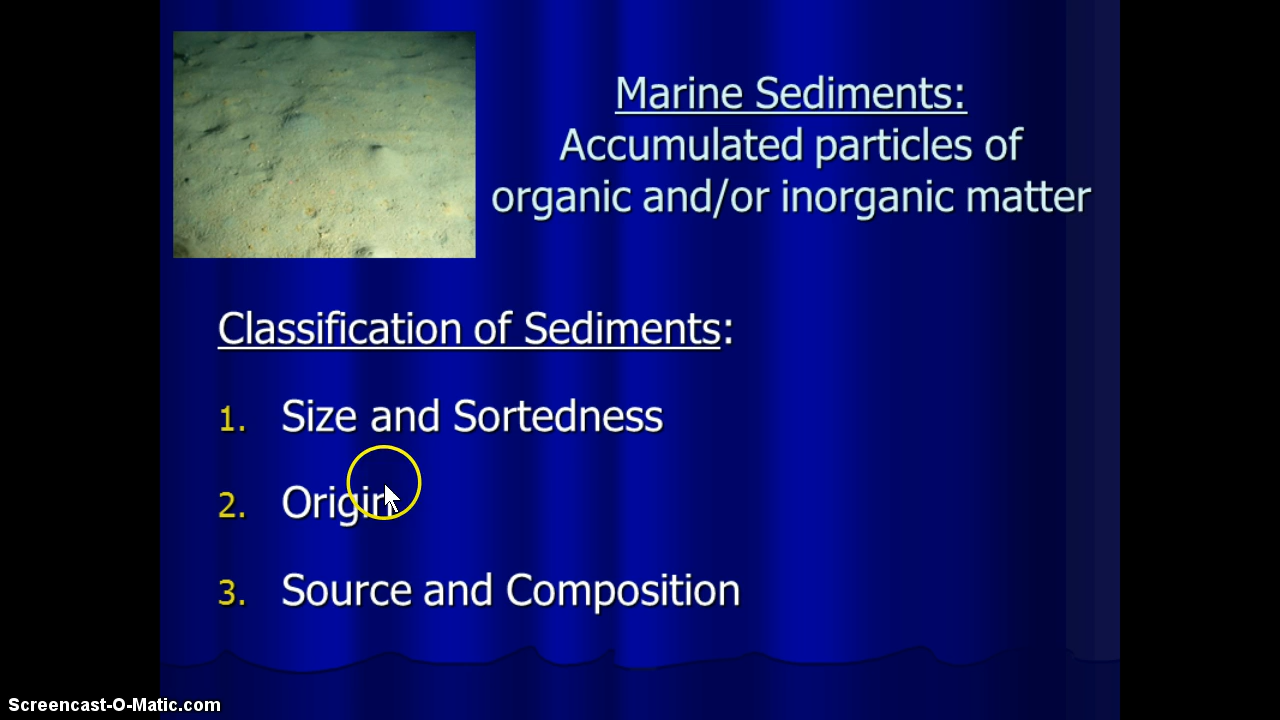 Marine Sediments:
Accumulated particles of
organic and/or inorganic matter
Classification of Sediments:
1. Size and Sortedness
2. Origin
3. Source and Composition
Screencast-O-Matic.com